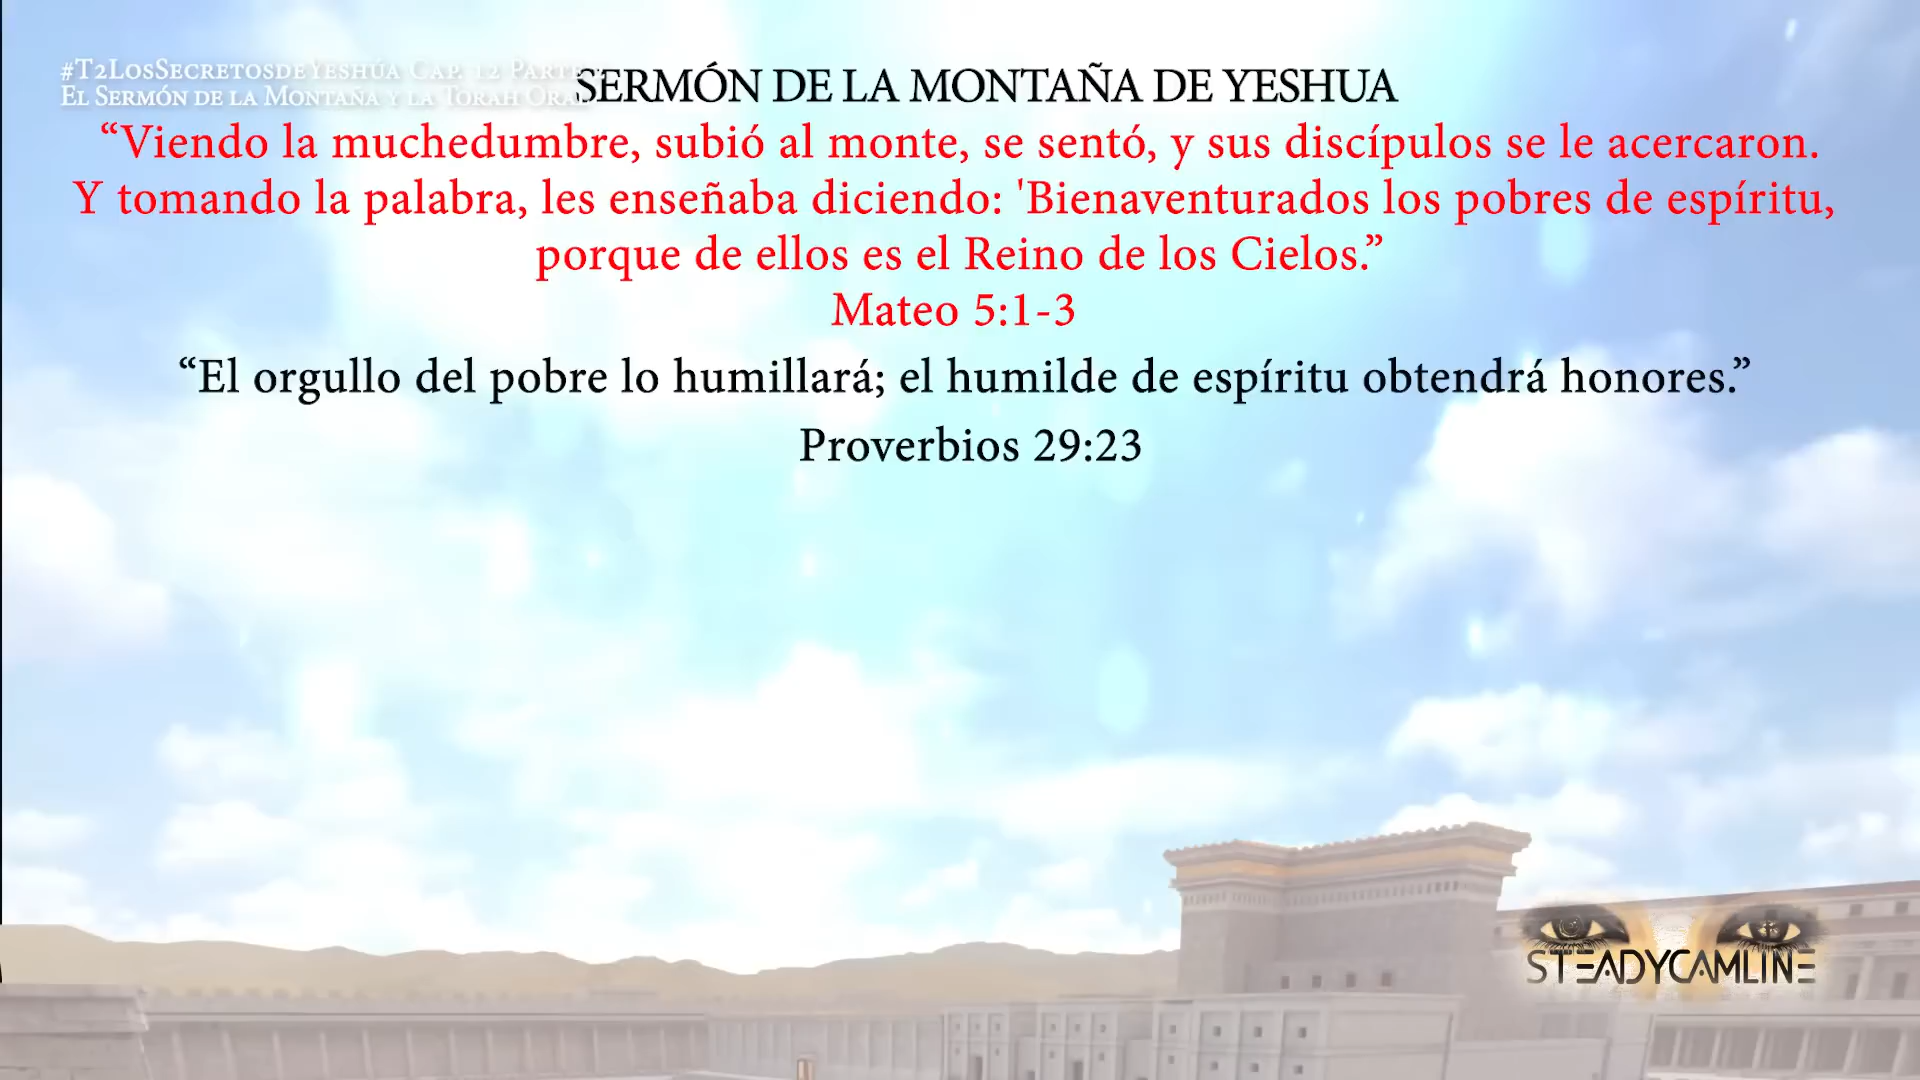 #T2LosSecretosdeYeshúa Cap. 12 Parte
El Sermón de la Montaña y la Torah Oral
SERMÓN DE LA MONTAÑA DE YESHUA
“Viendo la muchedumbre, subió al monte, se sentó, y sus discípulos se le acercaron.
Y tomando la palabra, les enseñaba diciendo: 'Bienaventurados los pobres de espíritu,
porque de ellos es el Reino de los Cielos.”
Mateo 5:1-3
“El orgullo del pobre lo humillará; el humilde de espíritu obtendrá honores.”
Proverbios 29:23
STEADYCAMLINE